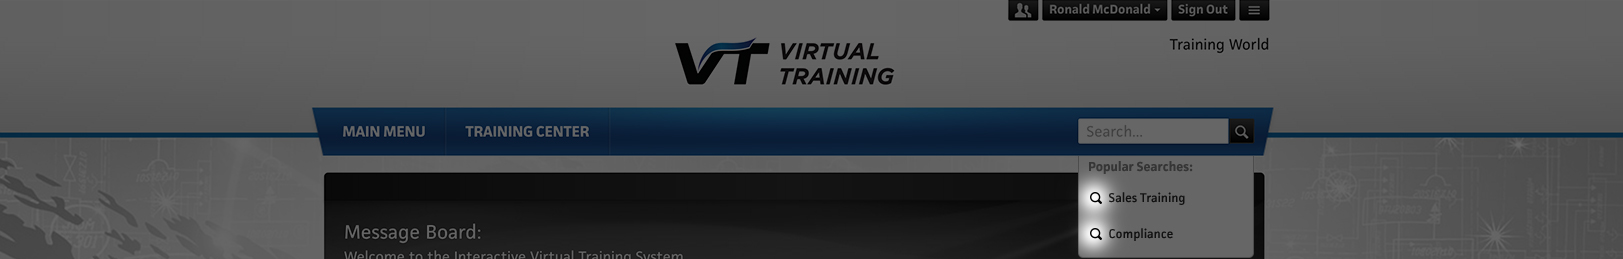 Ronald McDonald
Sign Out
Training World
VT VIRTUAL
TRAINING
MAIN MENU
TRAINING CENTER
Search...
Popular Searches:
Sales Training
Compliance
Message Board:
Welcome to the Interactive Virtual Training System